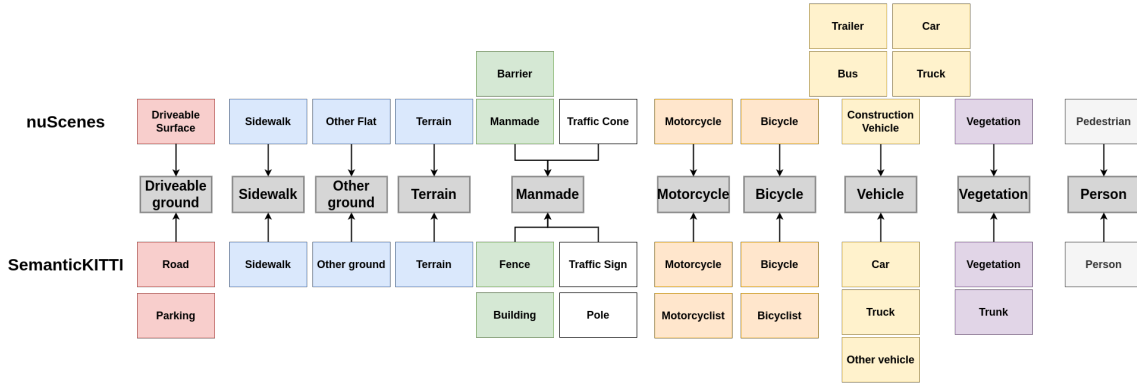 Trailer
Car
Barrier
Bus
Truck
nuScenes
Driveable
Surface
Sidewalk
Other Flat
Terrain
Manmade
Traffic Cone
Motorcycle
Bicycle
Construction
Vehicle
Vegetation
Pedestrian
Driveable
ground
Sidewalk
Other
ground
Terrain
Manmade
Motorcycle
Bicycle
Vehicle
Vegetation
Person
SemanticKITTI
Road
Sidewalk
Other ground
Terrain
Fence
Traffic Sign
Motorcycle
Bicycle
Car
Vegetation
Person
Parking
Building
Pole
Motorcyclist
Bicyclist
Truck
Trunk
Other vehicle